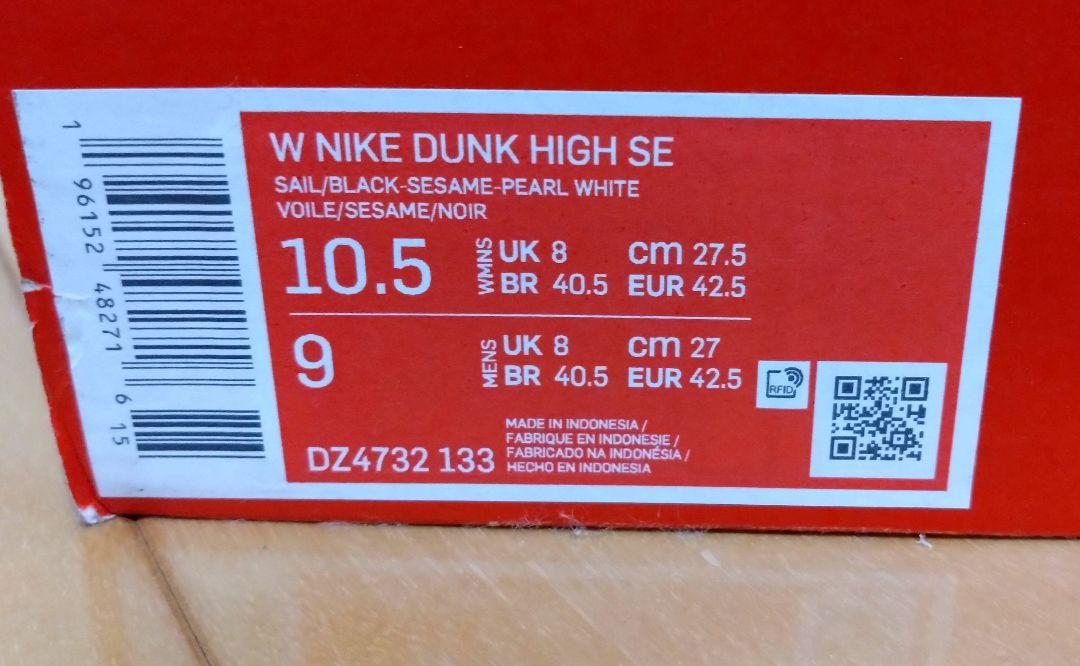 W NIKE DUNK HIGH SE
SAIL/BLACK-SESAME-PEARL WHITE
VOILE/SESAME/NOIR
10.5 WMNS UK 8 cm 27.5
BR 40.5 EUR 42.5
9 MENS UK 8 cm 27
BR 40.5 EUR 42.5
RFID
DZ4732 133
MADE IN INDONESIA /
FABRIQUE EN INDONESIE /
FABRICADO NA INDONÉSIA /
HECHO EN INDONESIA
1 96152 48271 6 15